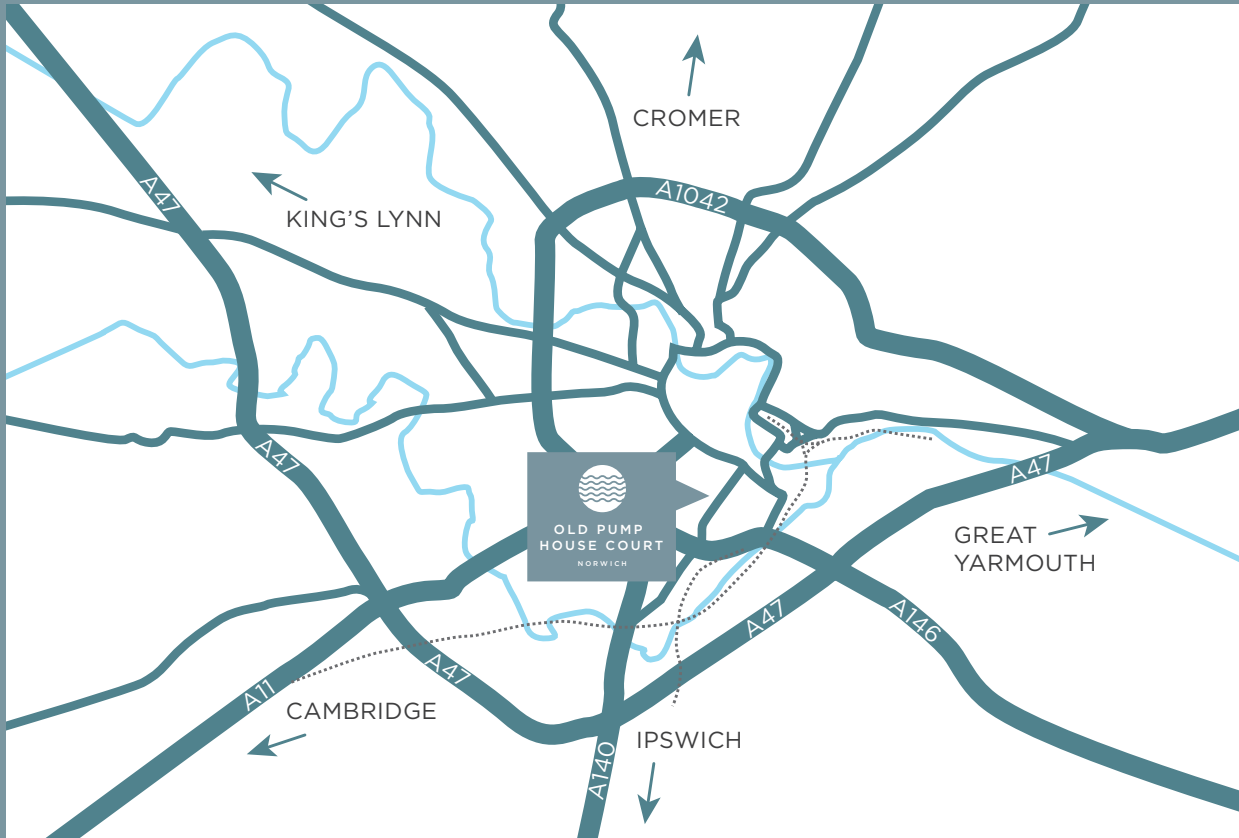 CROMER
A47
A1042
KING'S LYNN
A47
A47
OLD PUMP
HOUSE COURT
NORWICH
GREAT
YARMOUTH
A47
A146
A47
A11
CAMBRIDGE
IPSWICH
A140